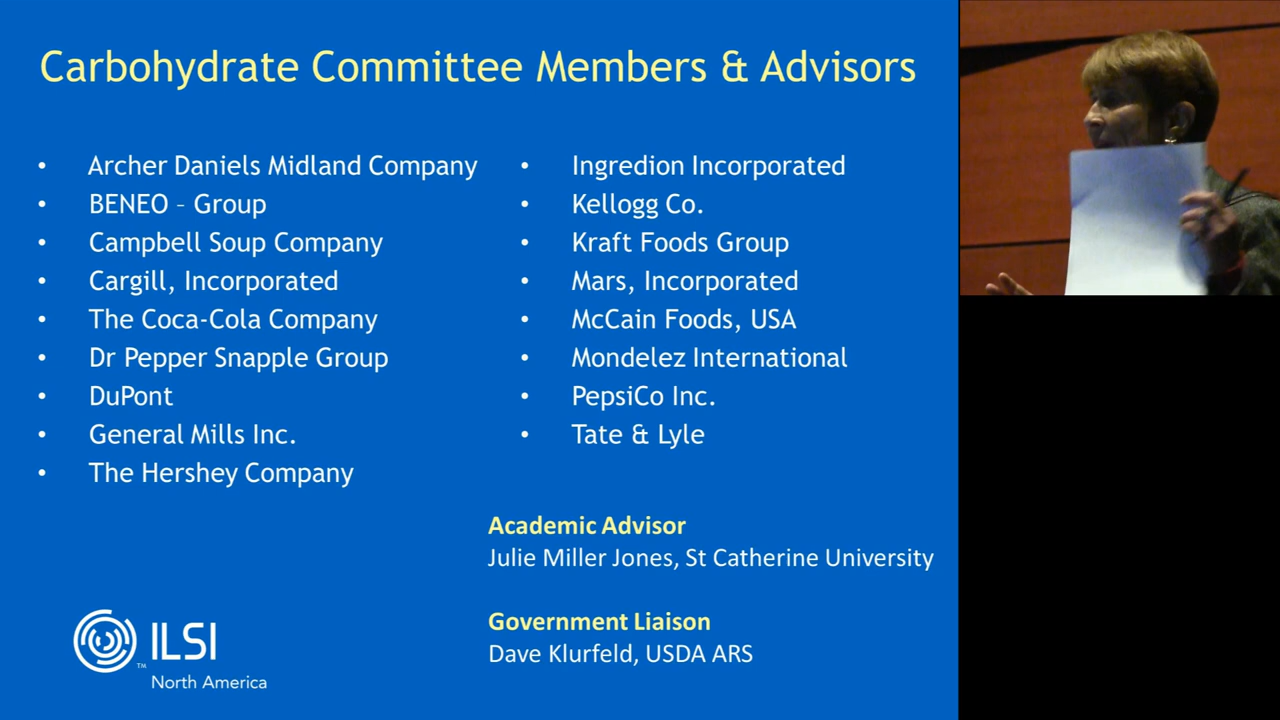 Carbohydrate Committee Members & Advisors
• Archer Daniels Midland Company
• BENEO – Group
• Campbell Soup Company
• Cargill, Incorporated
• The Coca-Cola Company
• Dr Pepper Snapple Group
• DuPont
• General Mills Inc.
• The Hershey Company
• Ingredion Incorporated
• Kellogg Co.
• Kraft Foods Group
• Mars, Incorporated
• McCain Foods, USA
• Mondelez International
• PepsiCo Inc.
• Tate & Lyle
Academic Advisor
Julie Miller Jones, St Catherine University
Government Liaison
Dave Klurfeld, USDA ARS
ILSI TM
North America